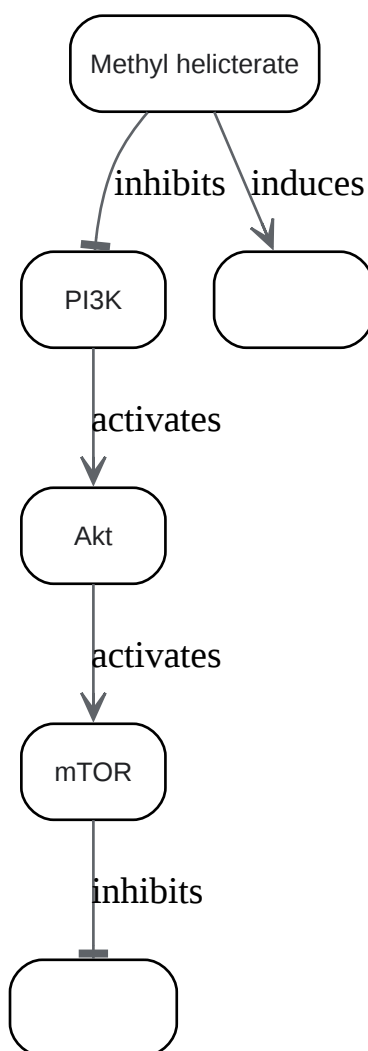 Methyl helicterate
inhibits
induces
PI3K
activates
Akt
activates
mTOR
inhibits